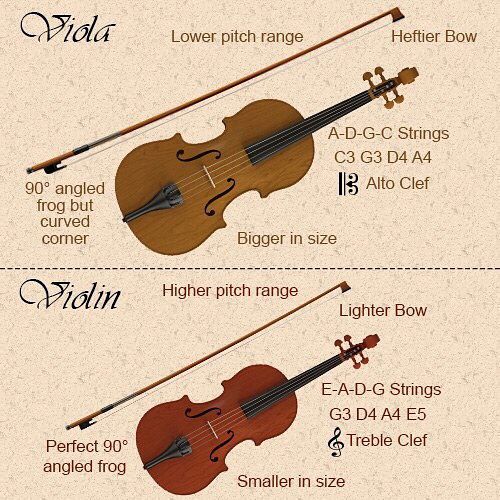 Viola
Lower pitch range
Heftier Bow
A-D-G-C Strings
C3 G3 D4 A4
Alto Clef
90° angled
frog but
curved
corner
Bigger in size
Violin
Higher pitch range
Lighter Bow
E-A-D-G Strings
G3 D4 A4 E5
Treble Clef
Perfect 90°
angled frog
Smaller in size